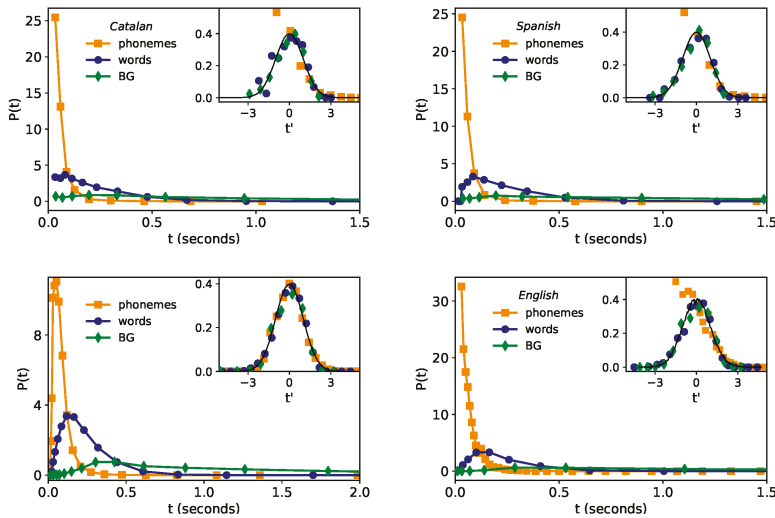 Catalan
phonemes
words
BG
P(t)
25
20
15
10
5
0
0.0
0.5
1.0
1.5
t (seconds)
0.4
0.2
0.0
−3
0
3
t'
Spanish
phonemes
words
BG
P(t)
25
20
15
10
5
0
0.0
0.5
1.0
1.5
t (seconds)
0.4
0.2
0.0
−3
0
3
t'
phonemes
words
BG
P(t)
8
4
0
0.0
0.5
1.0
1.5
2.0
t (seconds)
0.4
0.2
0.0
−3
0
3
t'
English
phonemes
words
BG
P(t)
30
20
10
0
0.0
0.5
1.0
1.5
t (seconds)
0.4
0.2
0.0
−3
0
3
t'